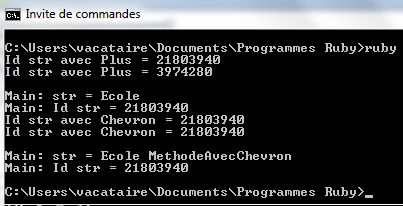 Invite de commandes
C:\Users\vacataire\Documents\Programmes Ruby>ruby
Id str avec Plus = 21803940
Id str avec Plus = 3974280
Main: str = Ecole
Main: Id str = 21803940
Id str avec Chevron = 21803940
Id str avec Chevron = 21803940
Main: str = Ecole MethodeAvecChevron
Main: Id str = 21803940
C:\Users\vacataire\Documents\Programmes Ruby>_